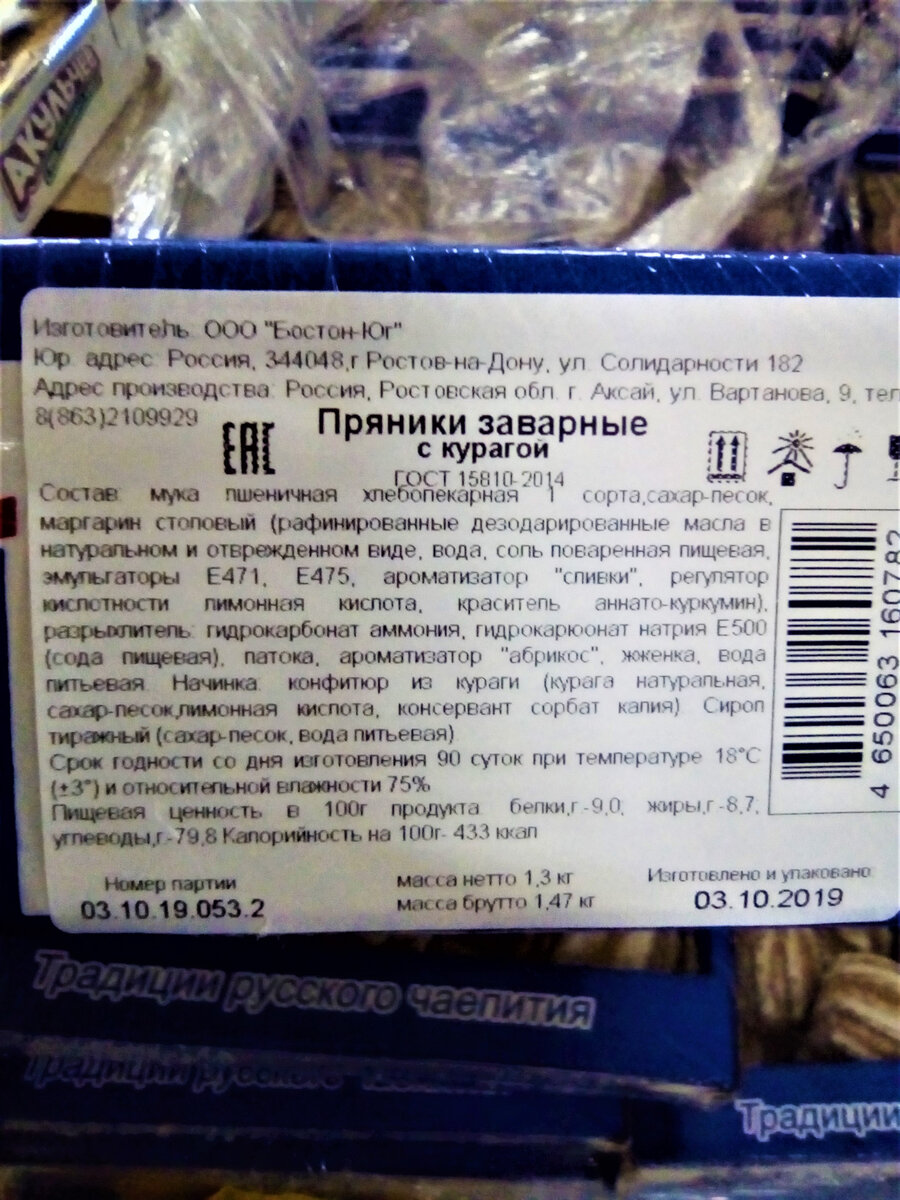 АКУЛЬЧЕВ
Изготовитель: ООО "Бостон-Юг"
Юр. адрес: Россия, 344048,г Ростов-на-Дону, ул. Солидарности 182
Адрес производства: Россия, Ростовская обл. г. Аксай, ул. Вартанова, 9, тел
8(863)2109929
ЕАС
Пряники заварные
с курагой
ГОСТ 15810-2014
Состав: мука пшеничная хлебопекарная 1 сорта,сахар-песок,
маргарин столовый (рафинированные дезодарированные масла в
натуральном и отвержденном виде, вода, соль поваренная пищевая,
эмульгаторы Е471, Е475, ароматизатор "сливки", регулятор
кислотности лимонная кислота, краситель аннато-куркумин),
разрыхлитель: гидрокарбонат аммония, гидрокарюонат натрия Е500
(сода пищевая), патока, ароматизатор "абрикос", жженка, вода
питьевая. Начинка: конфитюр из кураги (курага натуральная,
сахар-песок,лимонная кислота, консервант сорбат калия) Сироп
тиражный (сахар-песок, вода питьевая)
Срок годности со дня изготовления 90 суток при температуре 18°С
(±3°) и относительной влажности 75%
Пищевая ценность в 100г продукта белки,г -9,0; жиры,г -8,7,
углеводы,г -79,8 Калорийность на 100г- 433 ккал
4 650063 160782
Номер партии
03.10.19.053.2
масса нетто 1,3 кг
масса брутто 1,47 кг
Изготовлено и упаковано
03.10.2019
Традиции русского чаепития
Традиции русского
Традиции